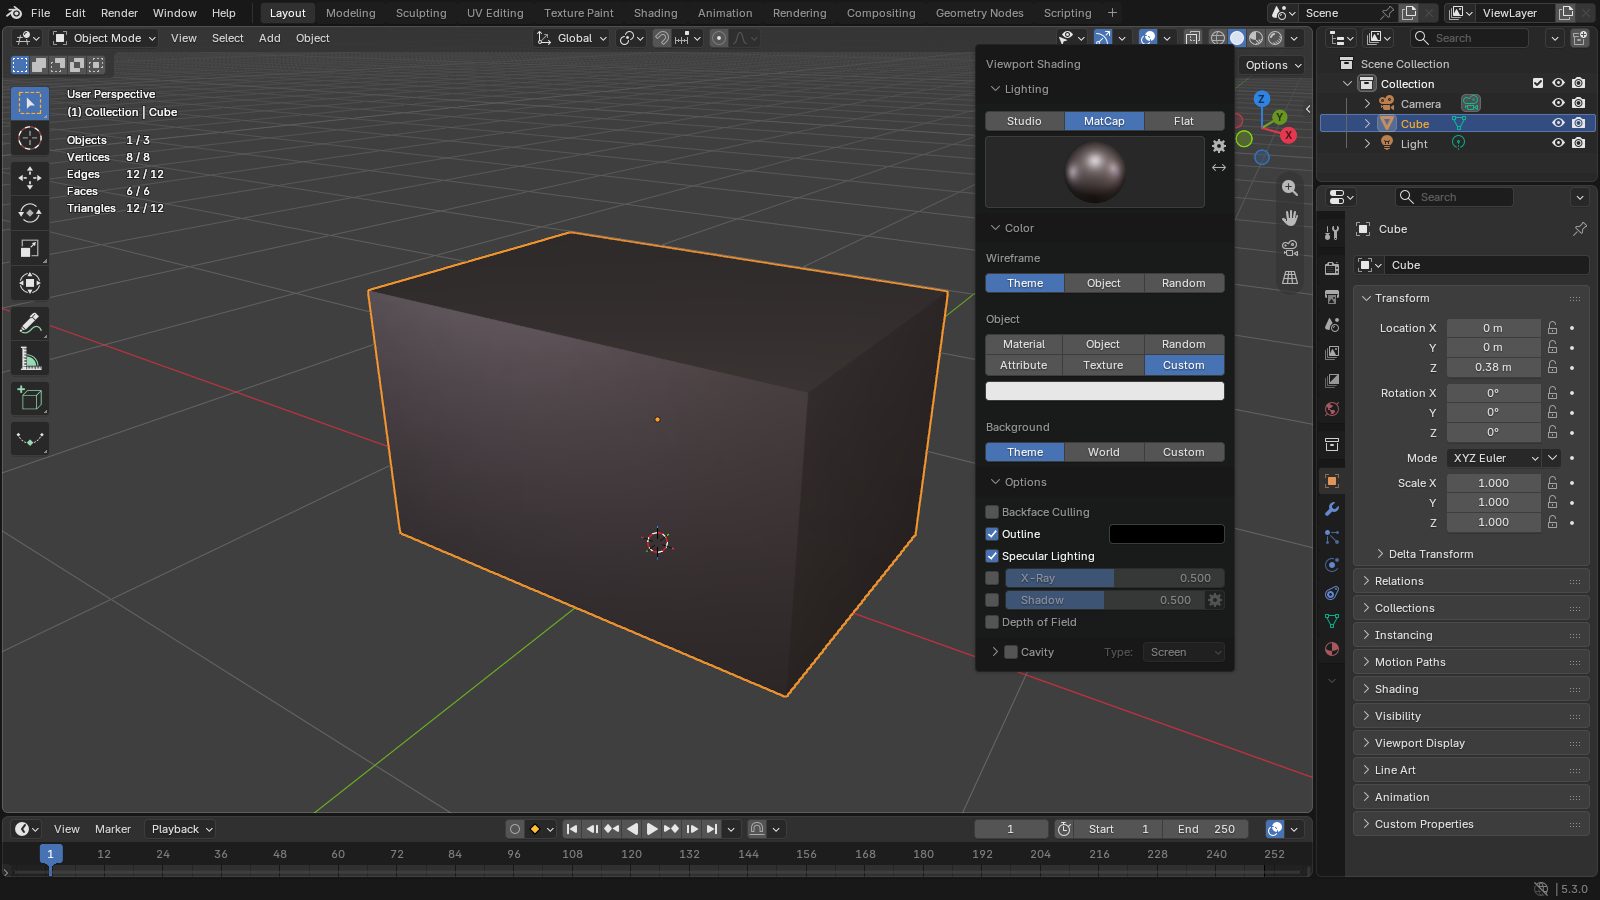 File Edit Render Window Help Layout Modeling Sculpting UV Editing Texture Paint Shading Animation Rendering Compositing Geometry Nodes Scripting + Scene ViewLayer
Object Mode View Select Add Object Global
Options
User Perspective
(1) Collection | Cube
Objects 1 / 3
Vertices 8 / 8
Edges 12 / 12
Faces 6 / 6
Triangles 12 / 12
Z
Y
X
Viewport Shading
Lighting
Studio MatCap Flat
Color
Wireframe
Theme Object Random
Object
Material Object Random
Attribute Texture Custom
Background
Theme World Custom
Options
Backface Culling
Outline
Specular Lighting
X-Ray 0.500
Shadow 0.500
Depth of Field
Cavity Type: Screen
Search
Scene Collection
Collection
Camera
Cube
Light
Search
Cube
Cube
Transform
Location X 0 m
Y 0 m
Z 0.38 m
Rotation X 0°
Y 0°
Z 0°
Mode XYZ Euler
Scale X 1.000
Y 1.000
Z 1.000
Delta Transform
Relations
Collections
Instancing
Motion Paths
Shading
Visibility
Viewport Display
Line Art
Animation
Custom Properties
View Marker Playback 1 Start 1 End 250
1 12 24 36 48 60 72 84 96 108 120 132 144 156 168 180 192 204 216 228 240 252
5.3.0